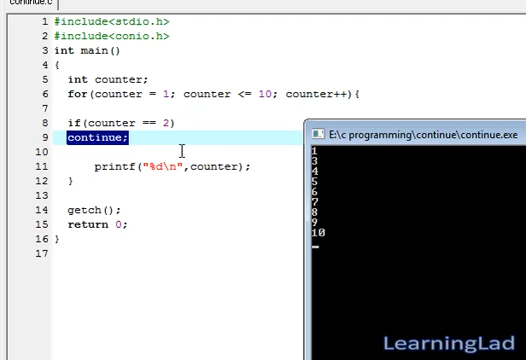 continue.c
1 #include<stdio.h>
2 #include<conio.h>
3 int main()
4 {
5 int counter;
6 for(counter = 1; counter <= 10; counter++){
7
8 if(counter == 2)
9 continue;
10
11 printf("%d\n",counter);
12 }
13
14 getch();
15 return 0;
16 }
17
E:\c programming\continue\continue.exe
1
3
4
5
6
7
8
9
10
LearningLad